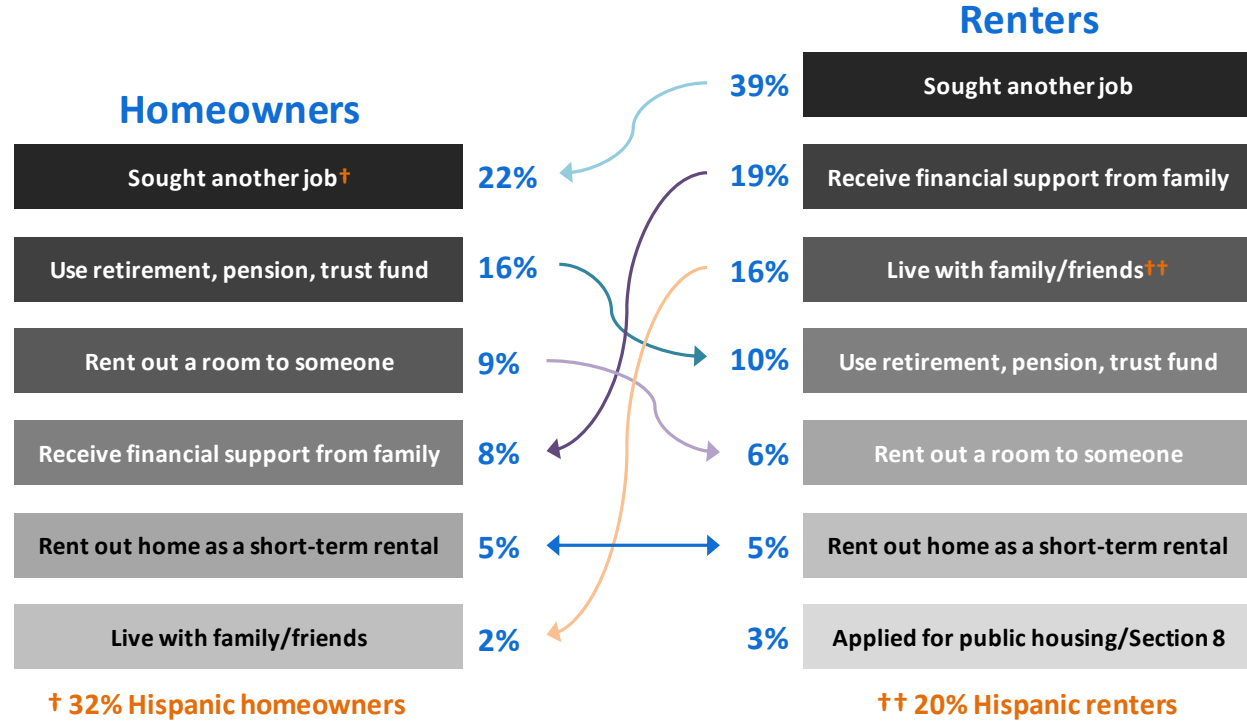 Homeowners
Sought another job†
22%
Use retirement, pension, trust fund
16%
Rent out a room to someone
9%
Receive financial support from family
8%
Rent out home as a short-term rental
5%
Live with family/friends
2%
† 32% Hispanic homeowners
Renters
39%
Sought another job
19%
Receive financial support from family
16%
Live with family/friends††
10%
Use retirement, pension, trust fund
6%
Rent out a room to someone
5%
Rent out home as a short-term rental
3%
Applied for public housing/Section 8
†† 20% Hispanic renters